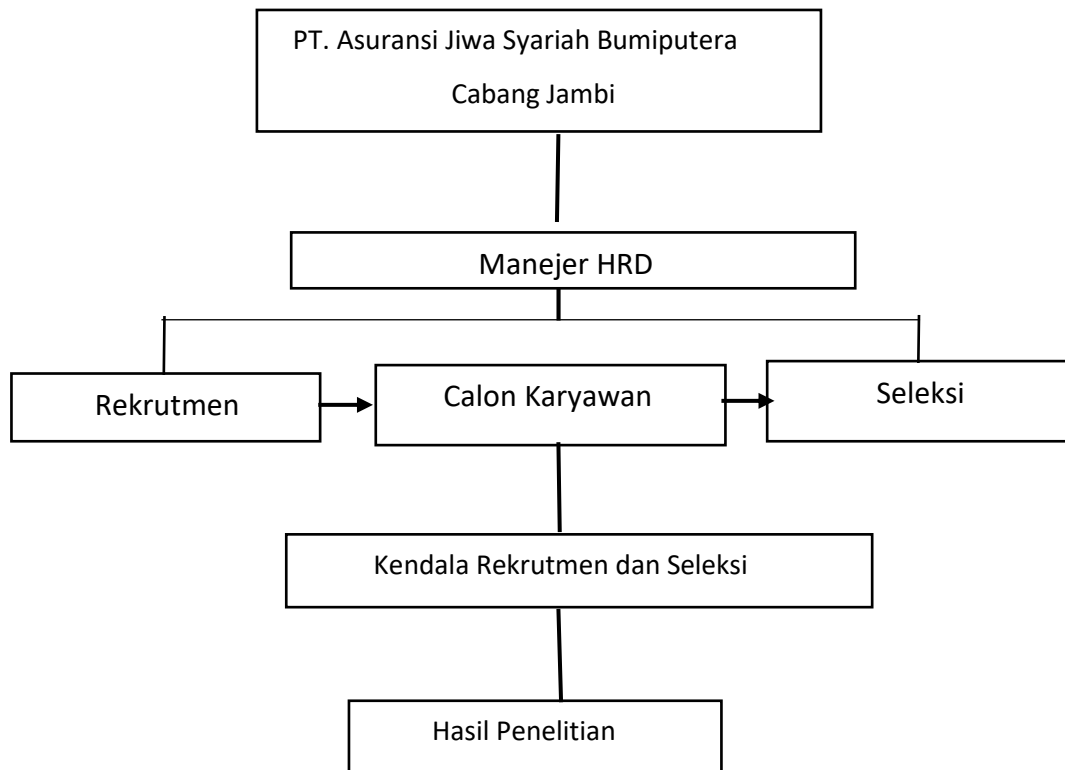 PT. Asuransi Jiwa Syariah Bumiputera
Cabang Jambi
Manejer HRD
Rekrutmen
Calon Karyawan
Seleksi
Kendala Rekrutmen dan Seleksi
Hasil Penelitian